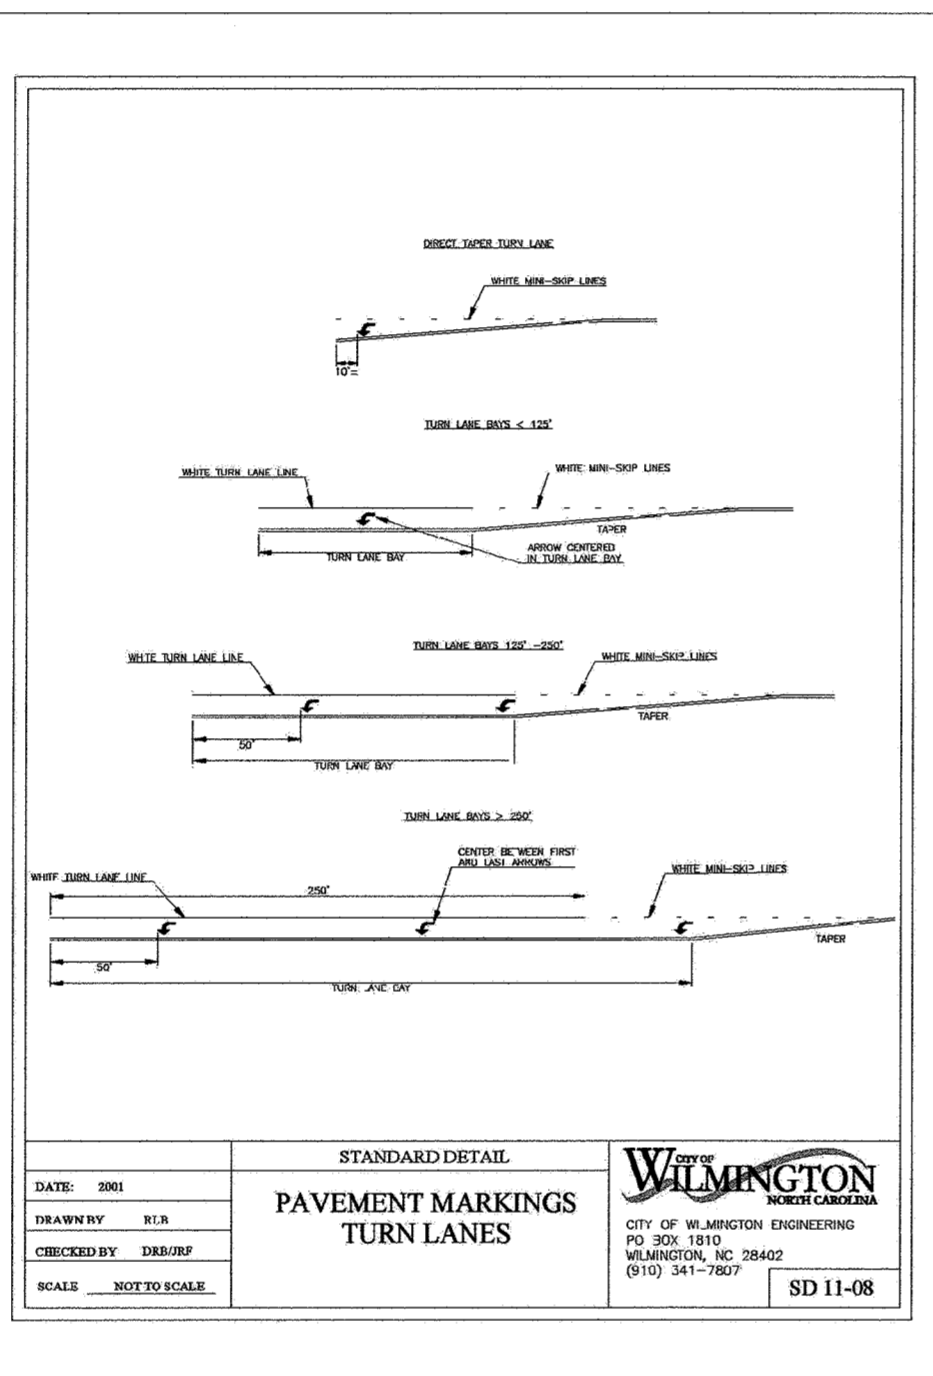 DIRECT TAPER TURN LANE
WHITE MINI-SKIP LINES
10'=
TURN LANE BAYS < 125'
WHITE TURN LANE LINE
WHITE MINI-SKIP LINES
TAPER
ARROW CENTERED
IN TURN LANE BAY
TURN LANE BAY
TURN LANE BAYS 125' -250'
WHITE TURN LANE LINE
WHITE MINI-SKIP LINES
TAPER
50'
TURN LANE BAY
TURN LANE BAYS > 250'
CENTER BETWEEN FIRST
AND LAST ARROWS
WHITE TURN LANE LINE
WHITE MINI-SKIP LINES
250'
TAPER
50'
TURN LANE BAY
STANDARD DETAIL
PAVEMENT MARKINGS
TURN LANES
DATE: 2001
DRAWN BY RLB
CHECKED BY DRB/JRF
SCALE NOT TO SCALE
CITY OF
WILMINGTON
NORTH CAROLINA
CITY OF WILMINGTON ENGINEERING
PO BOX 1810
WILMINGTON, NC 28402
(910) 341-7807
SD 11-08